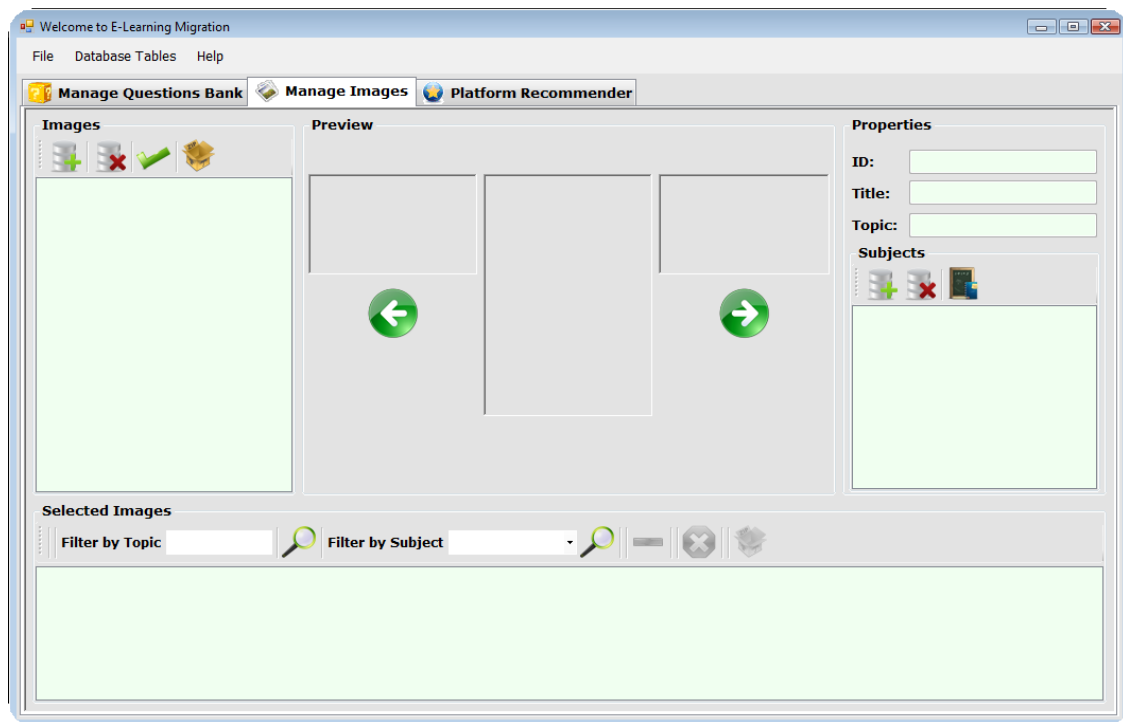 Welcome to E-Learning Migration
File Database Tables Help
Manage Questions Bank Manage Images Platform Recommender
Images Preview Properties
ID:
Title:
Topic:
Subjects
Selected Images
Filter by Topic Filter by Subject